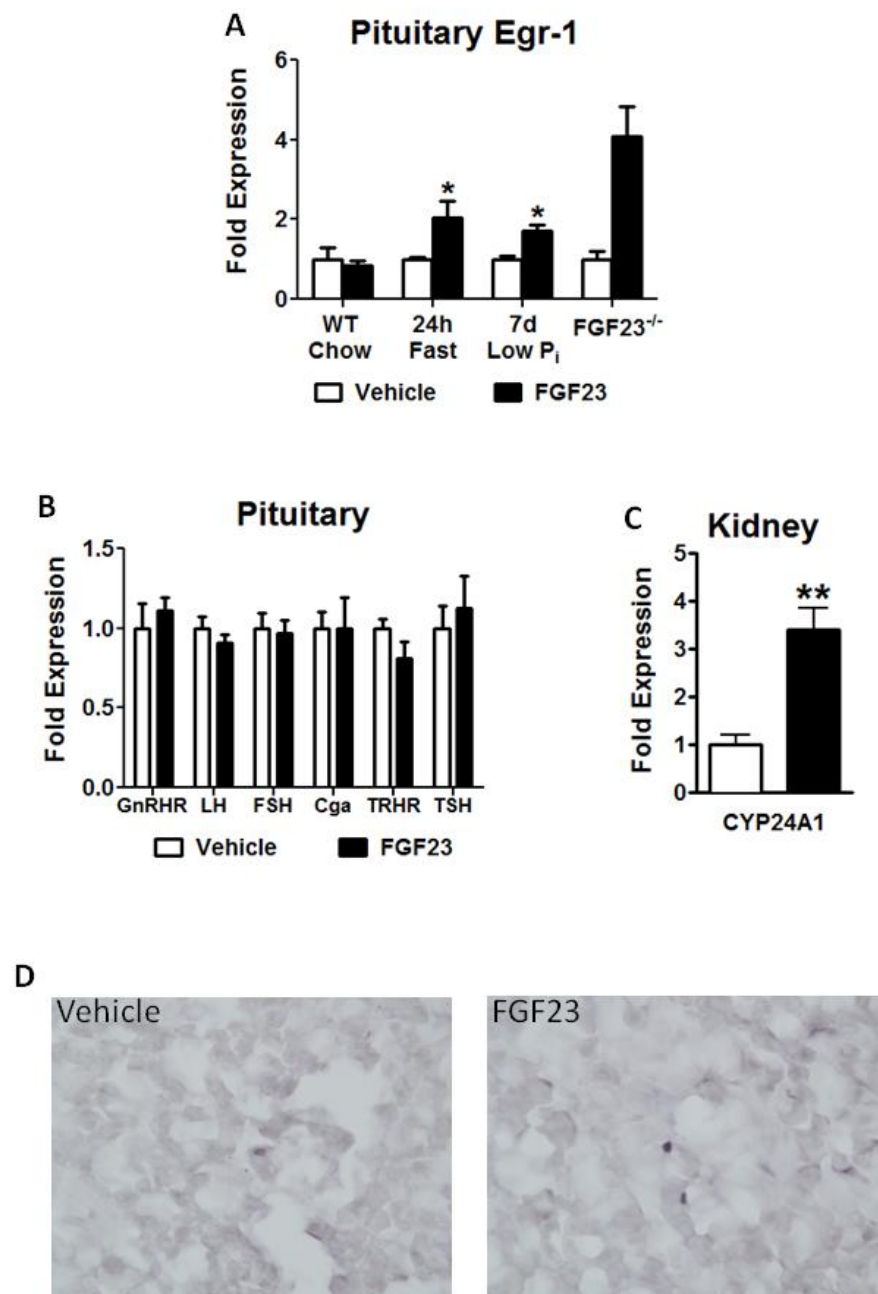 A
Pituitary Egr-1
Fold Expression
6
4
2
0
*
*
WT
Chow
24h
Fast
7d
Low Pi
FGF23-/-
Vehicle
FGF23
B
Pituitary
Fold Expression
1.5
1.0
0.5
0.0
GnRHR LH FSH Cga TRHR TSH
Vehicle
FGF23
C
Kidney
Fold Expression
5
4
3
2
1
0
**
CYP24A1
D
Vehicle
FGF23